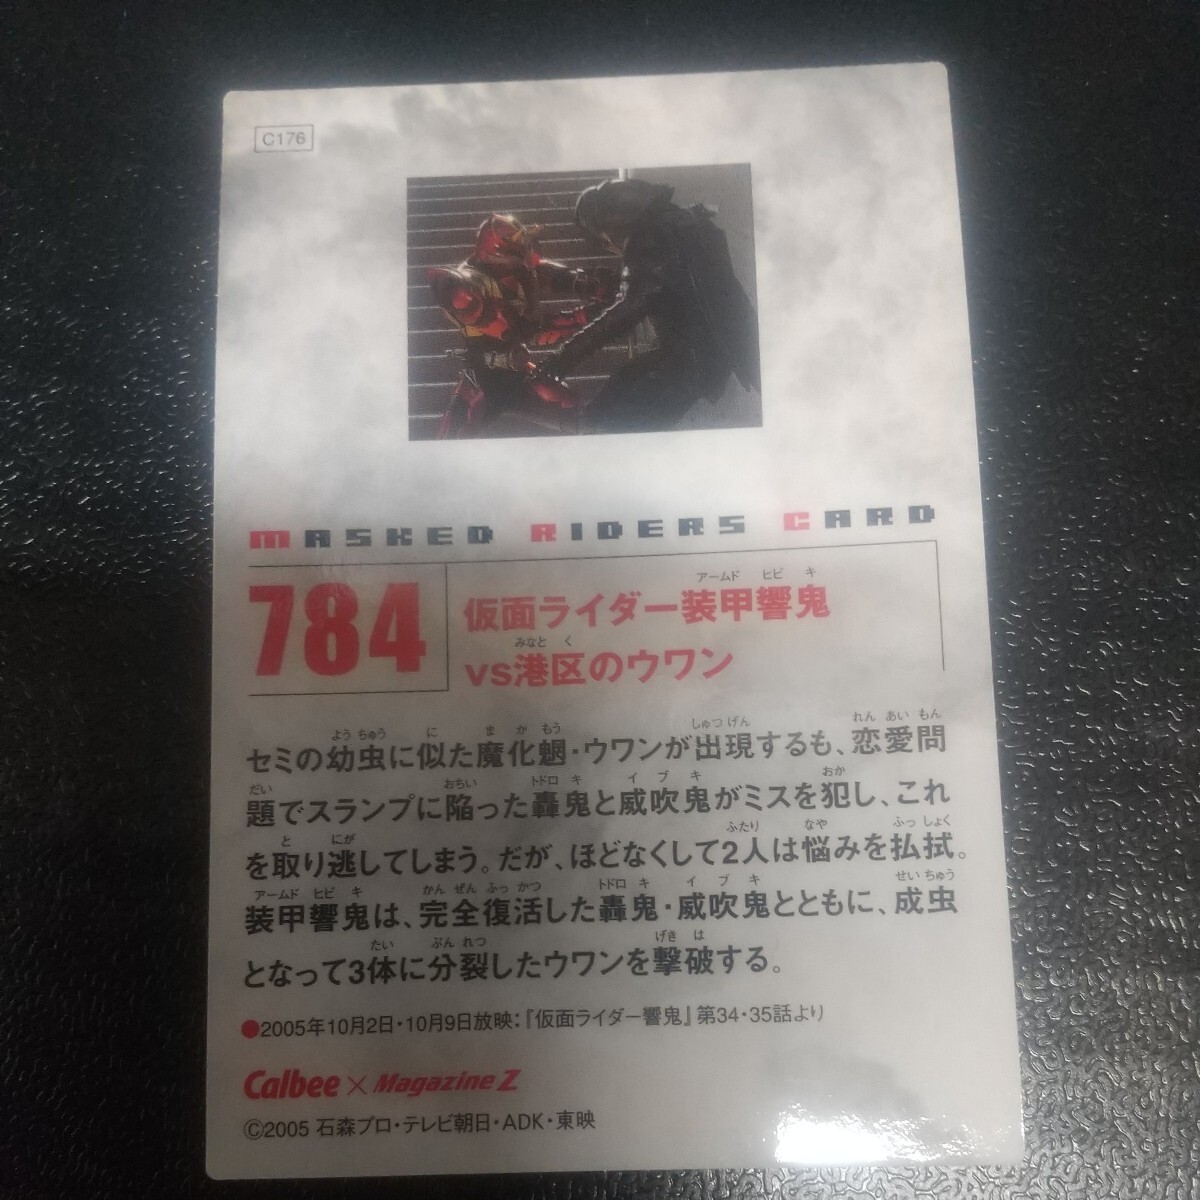 C176
MASKED RIDERS CARD
784
アームド ヒビ キ
仮面ライダー装甲響鬼
みなと く
vs港区のウワン
よう ちゅう に ま か もう しゅつ げん れん あい もん
セミの幼虫に似た魔化魍・ウワンが出現するも、恋愛問
だい おちい トドロ キ イ ブ キ おか
題でスランプに陥った轟鬼と威吹鬼がミスを犯し、これ
と にが ふたり なや ふっ しょく
を取り逃してしまう。だが、ほどなくして2人は悩みを払拭。
アームド ヒビ キ かん ぜん ふっ かつ トドロ キ イ ブ キ せい ちゅう
装甲響鬼は、完全復活した轟鬼・威吹鬼とともに、成虫
たい ぶん れつ げき は
となって3体に分裂したウワンを撃破する。
●2005年10月2日・10月9日放映:『仮面ライダー響鬼』第34・35話より
Calbee × Magazine Z
©2005 石森プロ・テレビ朝日・ADK・東映